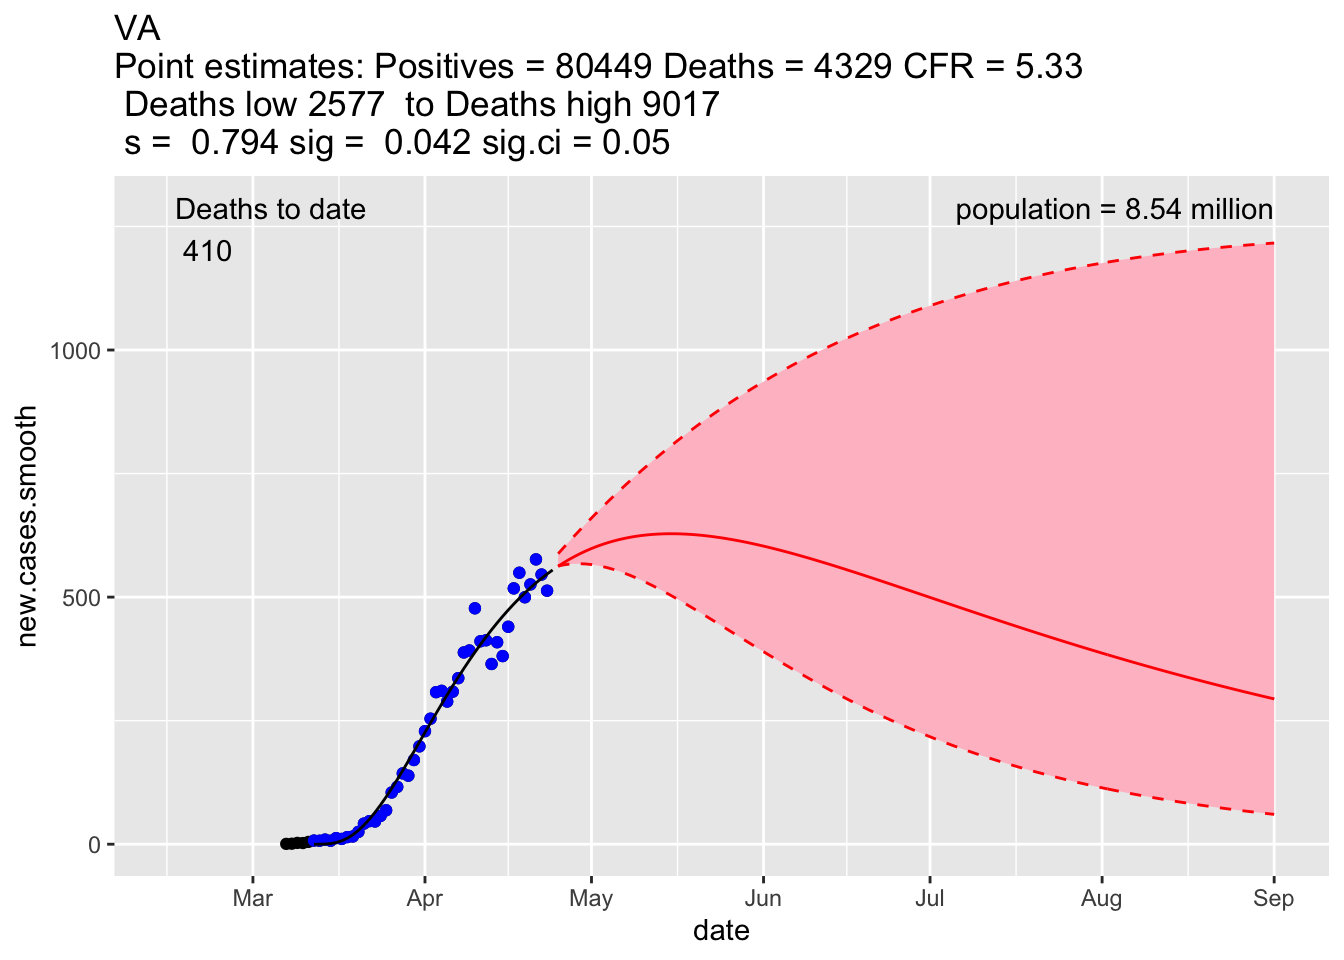 VA
Point estimates: Positives = 80449 Deaths = 4329 CFR = 5.33
Deaths low 2577  to Deaths high 9017
s =  0.794 sig =  0.042 sig.ci = 0.05
Deaths to date
410
population = 8.54 million
1000
500
0
new.cases.smooth
Mar Apr May Jun Jul Aug Sep
date